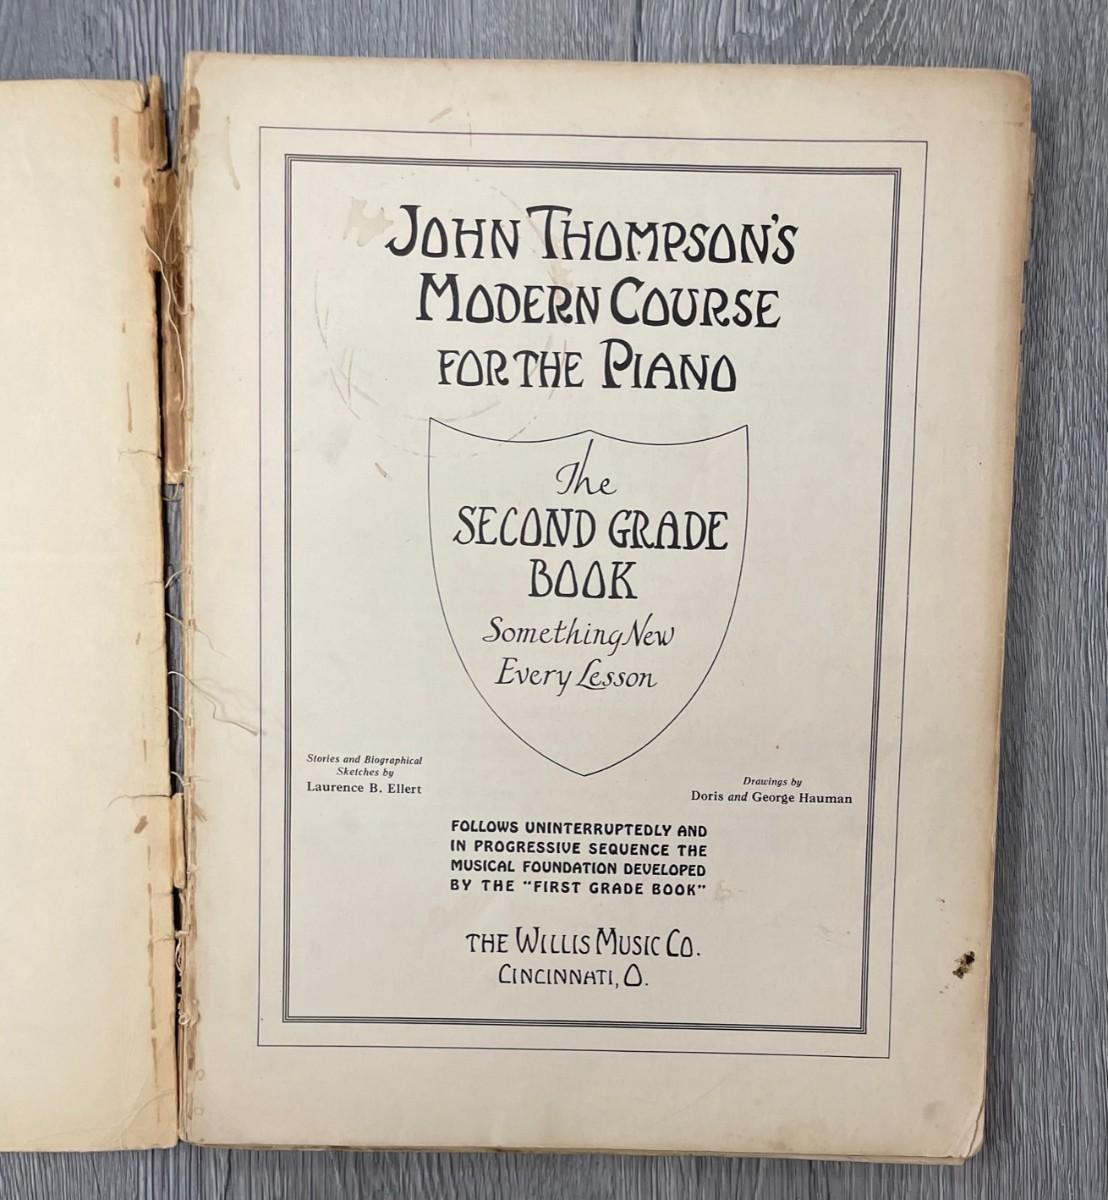 JOHN THOMPSON'S
MODERN COURSE
FOR THE PIANO
The
SECOND GRADE
BOOK
Something New
Every Lesson
Stories and Biographical
Sketches by
Laurence B. Ellert
Drawings by
Doris and George Hauman
FOLLOWS UNINTERRUPTEDLY AND
IN PROGRESSIVE SEQUENCE THE
MUSICAL FOUNDATION DEVELOPED
BY THE "FIRST GRADE BOOK"
THE WILLIS MUSIC CO.
CINCINNATI, O.